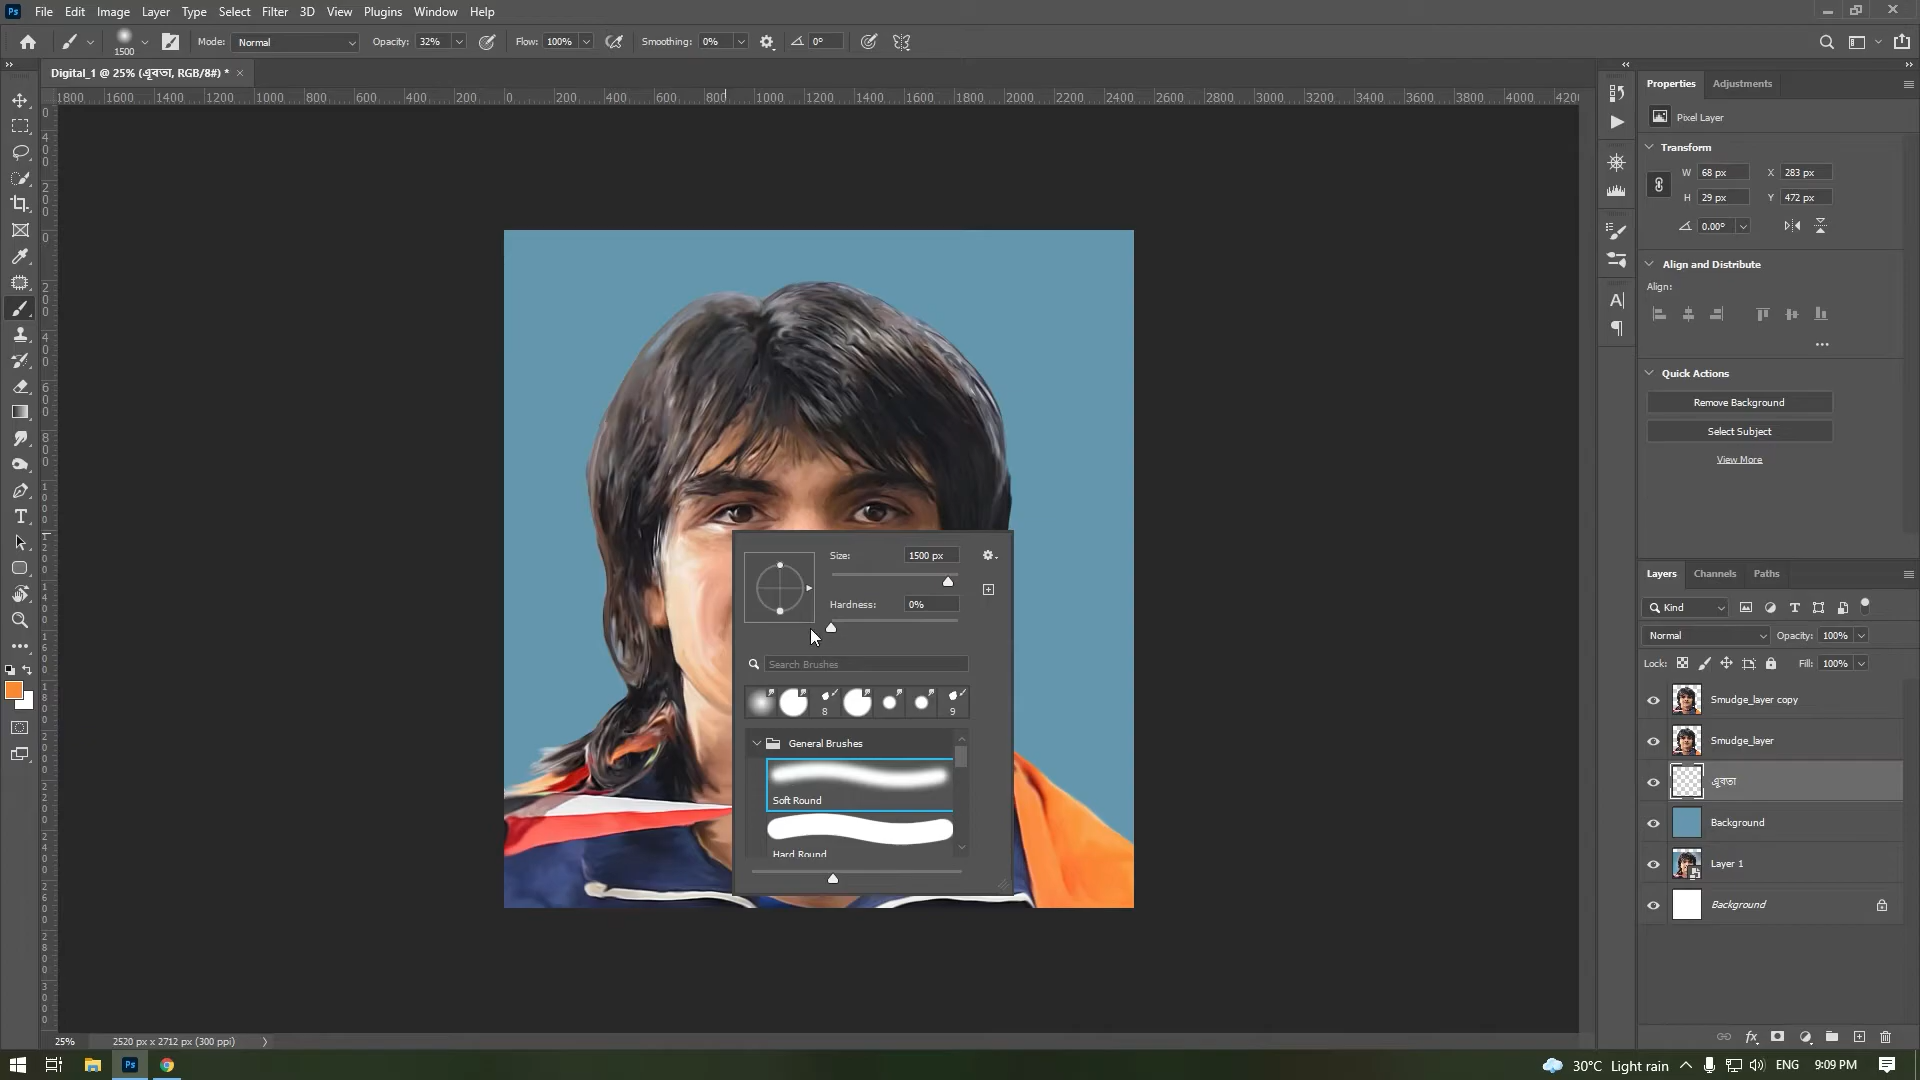 Ps File Edit Image Layer Type Select Filter 3D View Plugins Window Help
1500 Mode: Normal Opacity: 32% Flow: 100% Smoothing: 0% 0°
Digital_1 @ 25% (এুবতা, RGB/8#) * ×
1800 1600 1400 1200 1000 800 600 400 200 0 200 400 600 800 1000 1200 1400 1600 1800 2000 2200 2400 2600 2800 3000 3200 3400 3600 3800 4000 420
Properties Adjustments
Pixel Layer
Transform
W 68 px X 283 px
H 29 px Y 472 px
0.00°
Align and Distribute
Align:
Quick Actions
Remove Background
Select Subject
View More
Size: 1500 px
Hardness: 0%
Search Brushes
8 9
General Brushes
Soft Round
Hard Round
Layers Channels Paths
Kind
Normal Opacity: 100%
Lock: Fill: 100%
Smudge_layer copy
Smudge_layer
এুবতা
Background
Layer 1
Background
25% 2520 px x 2712 px (300 ppi)
Ps 30°C Light rain ENG 9:09 PM